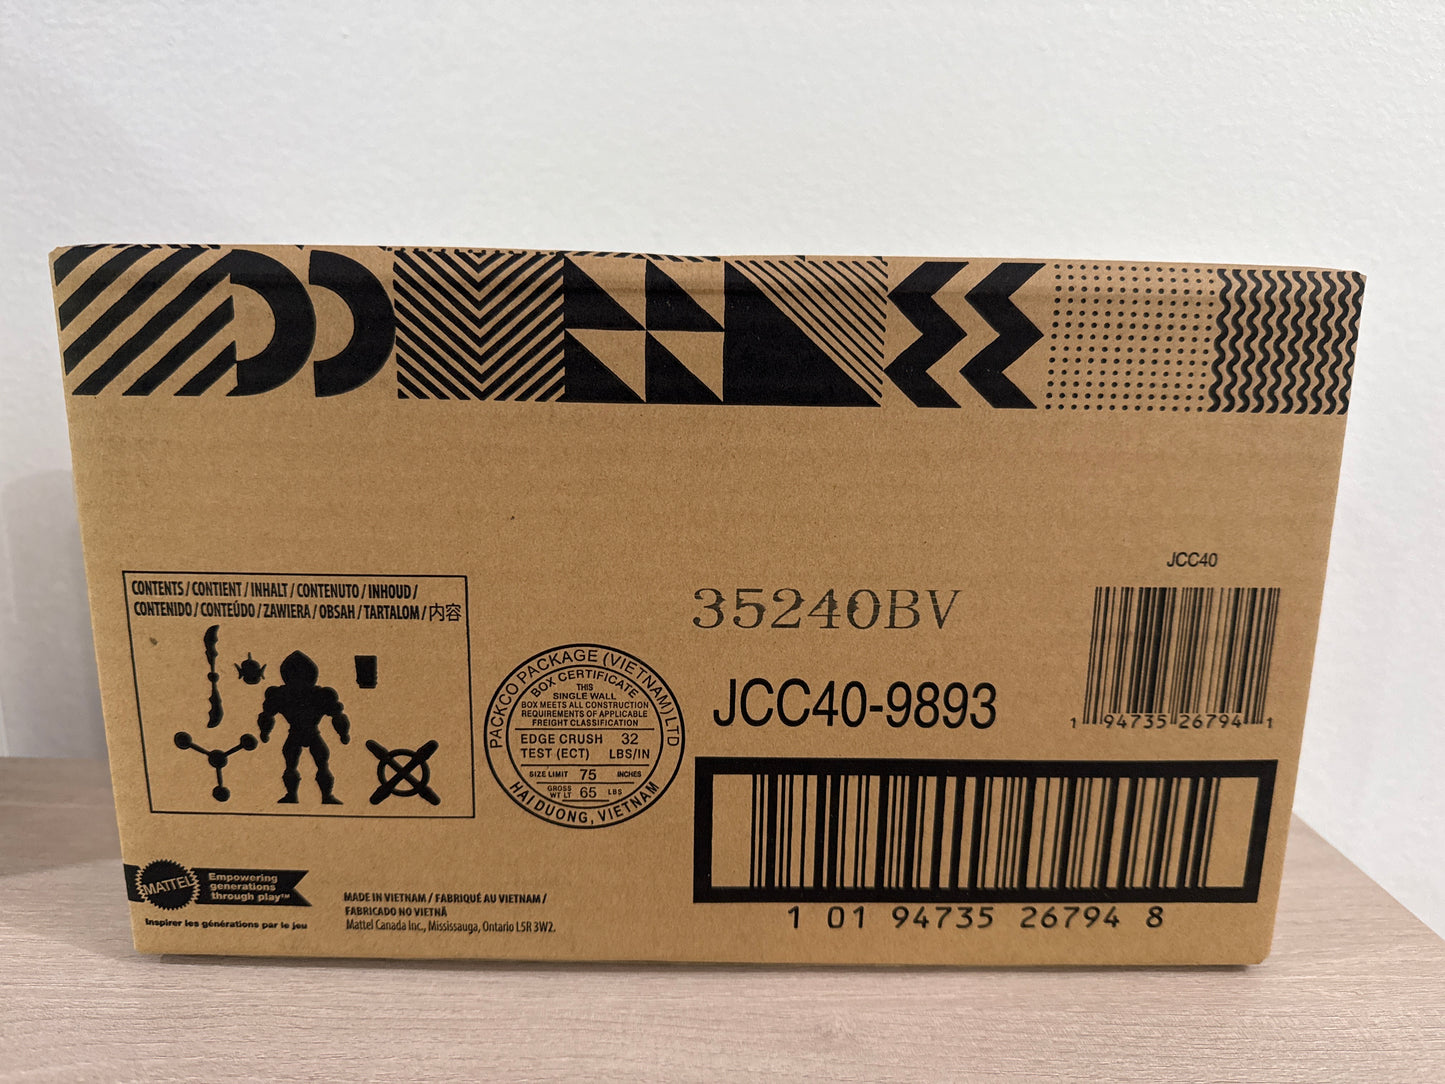 CONTENTS / CONTIENT / INHALT / CONTENUTO / INHOUD /
CONTENIDO / CONTEÚDO / ZAWIERA / OBSAH / TARTALOM / 内容
PACKCO PACKAGE (VIETNAM) LTD
BOX CERTIFICATE
THIS
SINGLE WALL
BOX MEETS ALL CONSTRUCTION
REQUIREMENTS OF APPLICABLE
FREIGHT CLASSIFICATION
EDGE CRUSH 32
TEST (ECT) LBS/IN
SIZE LIMIT 75 INCHES
GROSS
WT LT 65 LBS
HAI DUONG, VIETNAM
35240BV
JCC40-9893
JCC40
1 94735 26794 1
1 01 94735 26794 8
MATTEL
Empowering
generations
through play™
Inspirer les générations par le jeu
MADE IN VIETNAM / FABRIQUÉ AU VIETNAM /
FABRICADO NO VIETNÃ
Mattel Canada Inc., Mississauga, Ontario L5R 3W2.